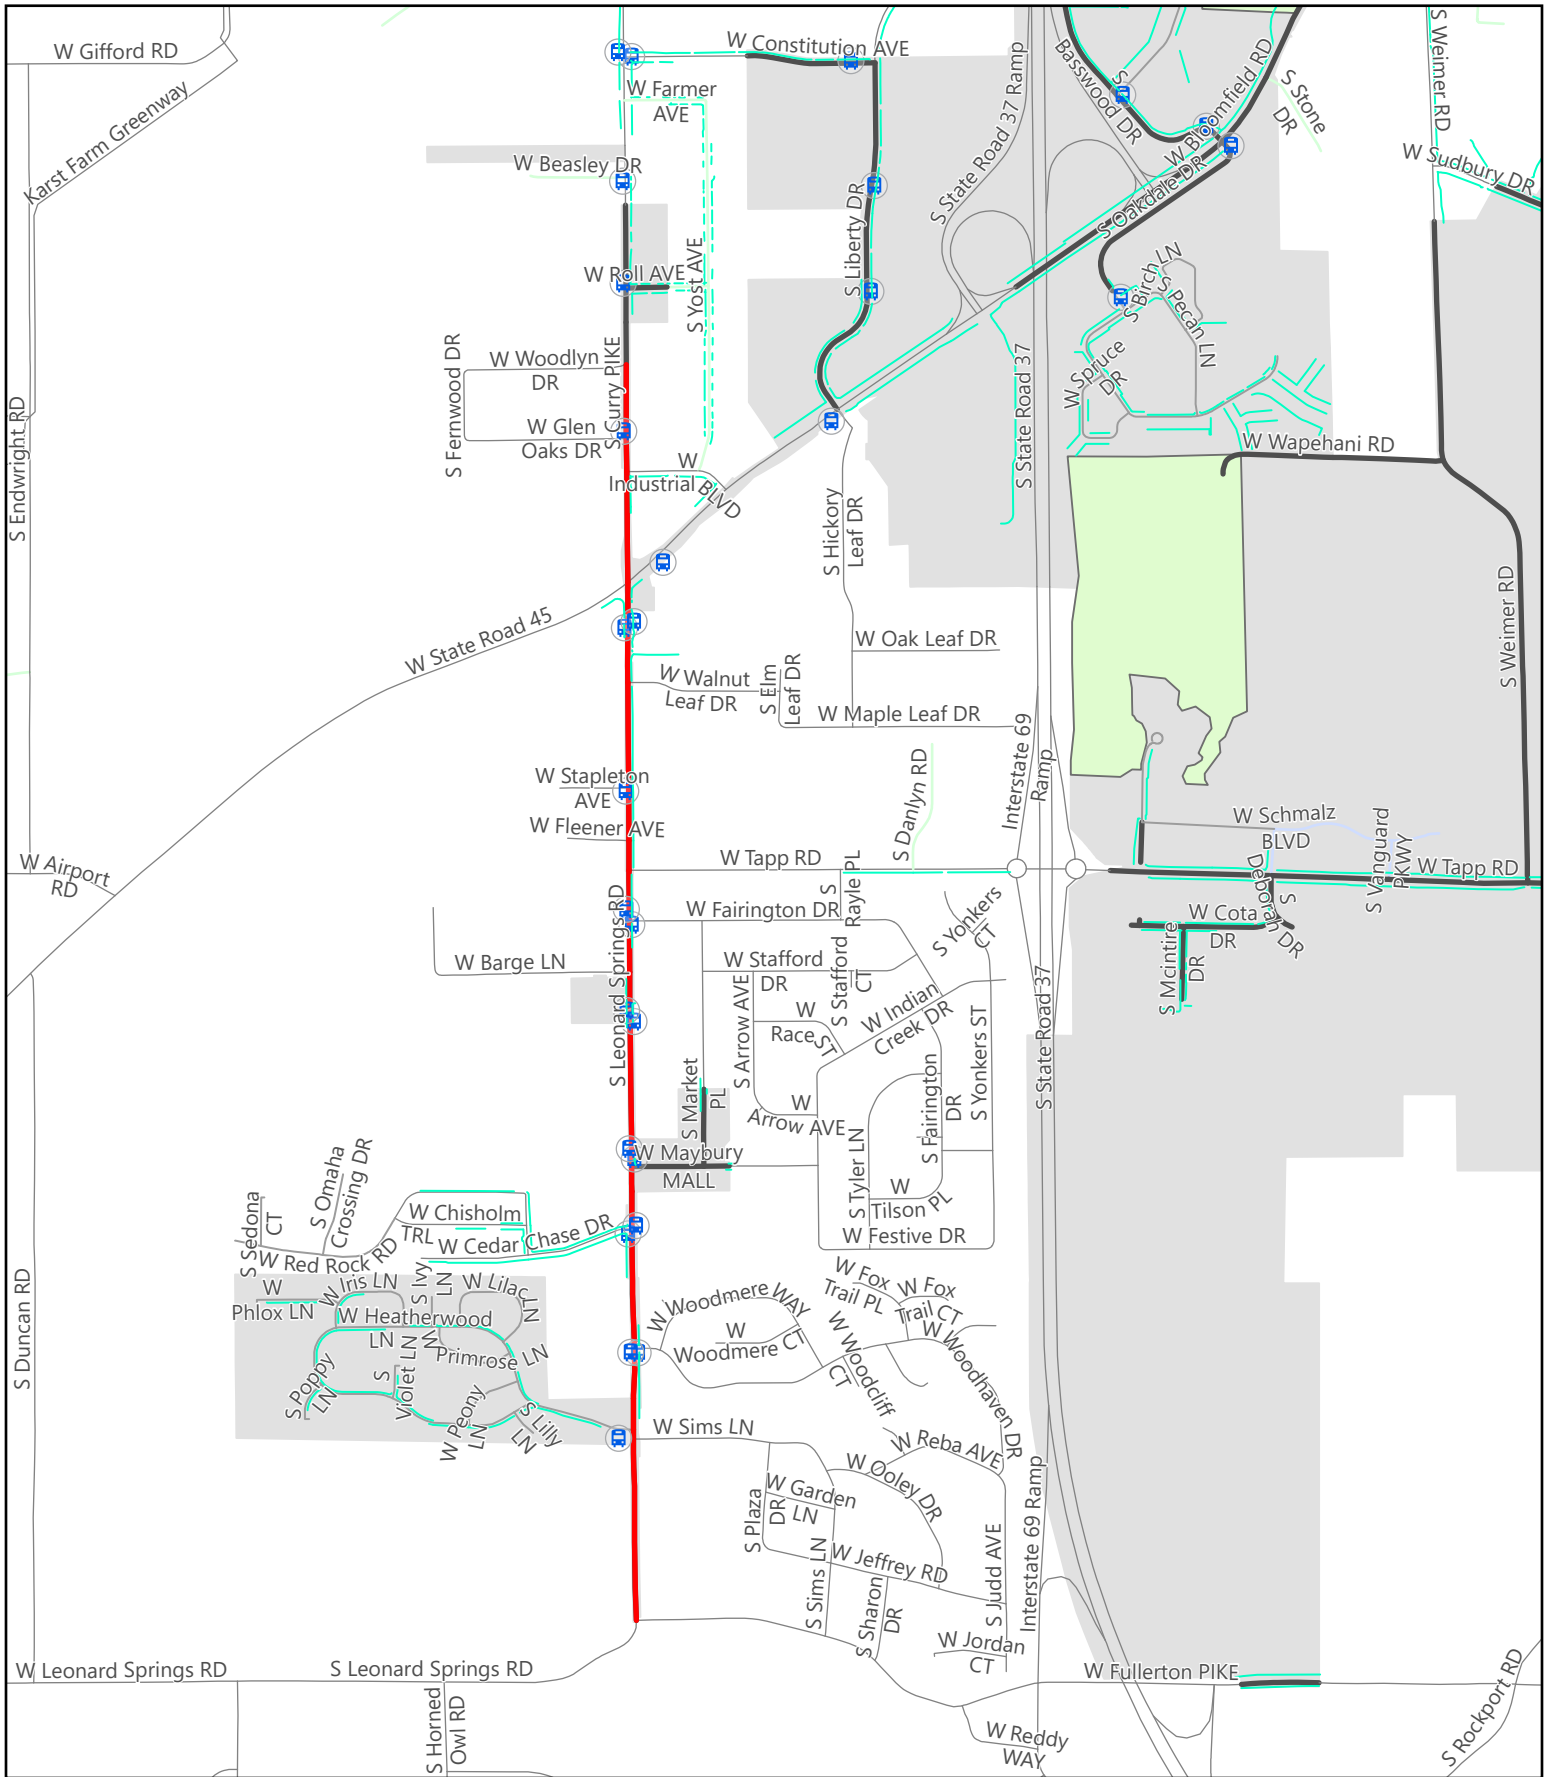 W Gifford RD
Karst Farm Greenway
W Constitution AVE
W Farmer
AVE
W Beasley DR
S Yost AVE
W Roll AVE
S Liberty DR
S State Road 37 Ramp
Basswood DR
S
W Bloomfield RD
S Oakdale DR
S Stone
DR
S Weimer RD
W Sudbury DR
S Birch LN
S Pecan LN
W Spruce
DR
S Fernwood DR
W Woodlyn
DR
S Curry PIKE
W Glen
Oaks DR
W
Industrial
BLVD
S Endwright RD
S State Road 37
S Hickory
Leaf DR
W Wapehani RD
S Weimer RD
W State Road 45
W Oak Leaf DR
W Walnut
Leaf DR
S Elm
Leaf DR
W Maple Leaf DR
Interstate 69
Ramp
W Stapleton
AVE
W Fleener AVE
S Danlyn RD
W Tapp RD
W Schmalz
BLVD
S Vanguard
PKWY
W Tapp RD
W Airport
RD
S
Rayle PL
S
Deborah DR
W Cota
DR
S Mcintire
DR
W Fairington DR
S Yonkers
CT
S Leonard Springs RD
W Barge LN
W Stafford
DR
S Stafford
CT
S Arrow AVE
W
Race ST
W Indian
Creek DR
S Yonkers ST
S State Road 37
S Market
PL
W
Arrow AVE
S Fairington
DR
S Tyler LN
W Maybury
MALL
W
Tilson PL
W Festive DR
S Sedona
CT
S Omaha
Crossing DR
W Chisholm
TRL
W Cedar Chase DR
W Red Rock RD
S Ivy
LN
W Iris LN
W
Phlox LN
W Lilac
LN
W Heatherwood
LN
W
Primrose LN
S
Violet LN
S Poppy
LN
W Peony
LN
S Lilly
LN
S Duncan RD
W Woodmere WAY
W
Woodmere CT
W Fox
Trail PL
W Fox
Trail CT
W Woodcliff
CT
W Woodhaven DR
W Sims LN
W Reba AVE
W Ooley DR
W Garden
LN
S Plaza
DR
S Sims LN
W Jeffrey RD
S Sharon
DR
S Judd AVE
Interstate 69 Ramp
W Jordan
CT
W Leonard Springs RD
S Leonard Springs RD
S Horned
Owl RD
W Fullerton PIKE
W Reddy
WAY
S Rockport RD